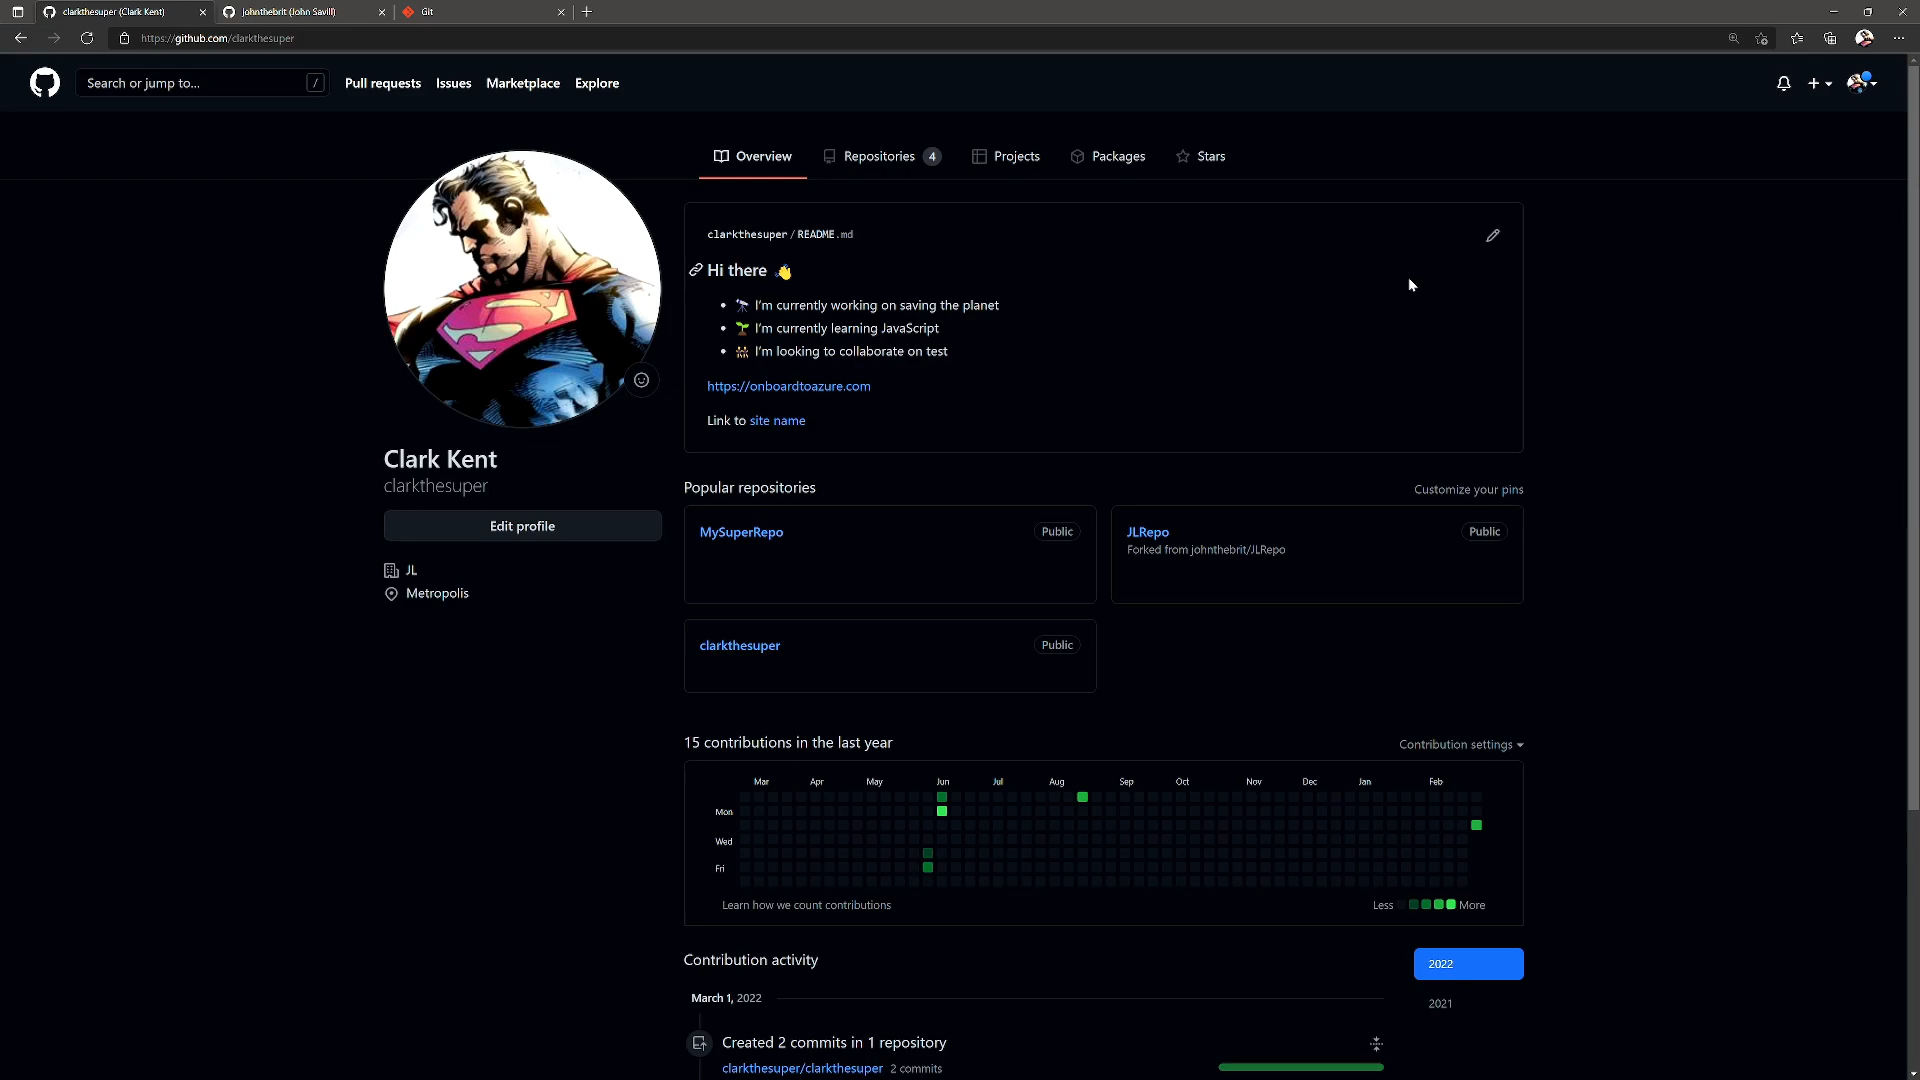 clarkthesuper (Clark Kent)
johnthebrit (John Savill)
Git
https://github.com/clarkthesuper
Search or jump to...
/
Pull requests
Issues
Marketplace
Explore
Overview
Repositories 4
Projects
Packages
Stars
clarkthesuper / README.md
Hi there 👋
• 🔭 I'm currently working on saving the planet
• 🌱 I'm currently learning JavaScript
• 👯 I'm looking to collaborate on test
https://onboardtoazure.com
Link to site name
Clark Kent
clarkthesuper
Edit profile
JL
Metropolis
Popular repositories
Customize your pins
MySuperRepo
Public
JLRepo
Public
Forked from johnthebrit/JLRepo
clarkthesuper
Public
15 contributions in the last year
Contribution settings
Mar Apr May Jun Jul Aug Sep Oct Nov Dec Jan Feb
Mon
Wed
Fri
Learn how we count contributions
Less
More
Contribution activity
2022
2021
March 1, 2022
Created 2 commits in 1 repository
clarkthesuper/clarkthesuper 2 commits